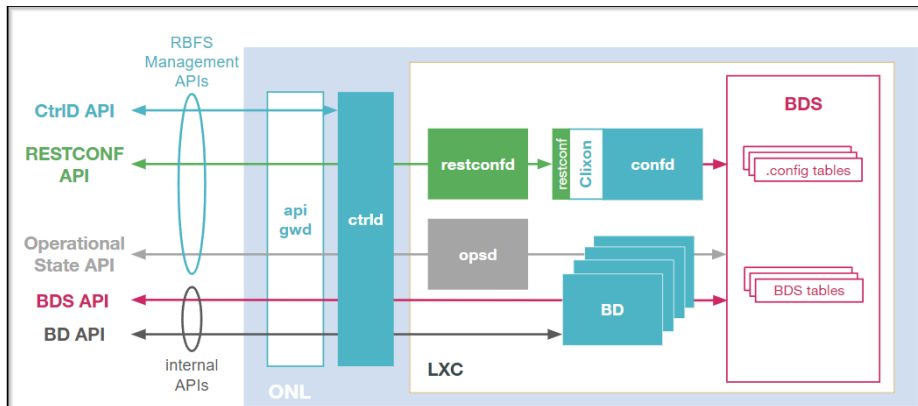 RBFS
Management
APIs
CtrlD API
RESTCONF
API
Operational
State API
BDS API
BD API
internal
APIs
api
gwd
ctrld
ONL
restconfd
restconf
Clixon
confd
opsd
BD
LXC
BDS
.config tables
BDS tables